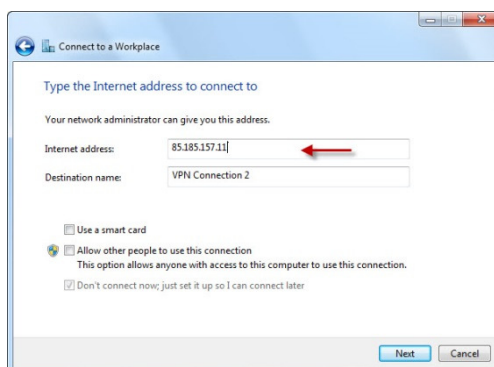 Connect to a Workplace
Type the Internet address to connect to
Your network administrator can give you this address.
Internet address: 85.185.157.11
Destination name: VPN Connection 2
Use a smart card
Allow other people to use this connection
This option allows anyone with access to this computer to use this connection.
Don't connect now; just set it up so I can connect later
Next Cancel